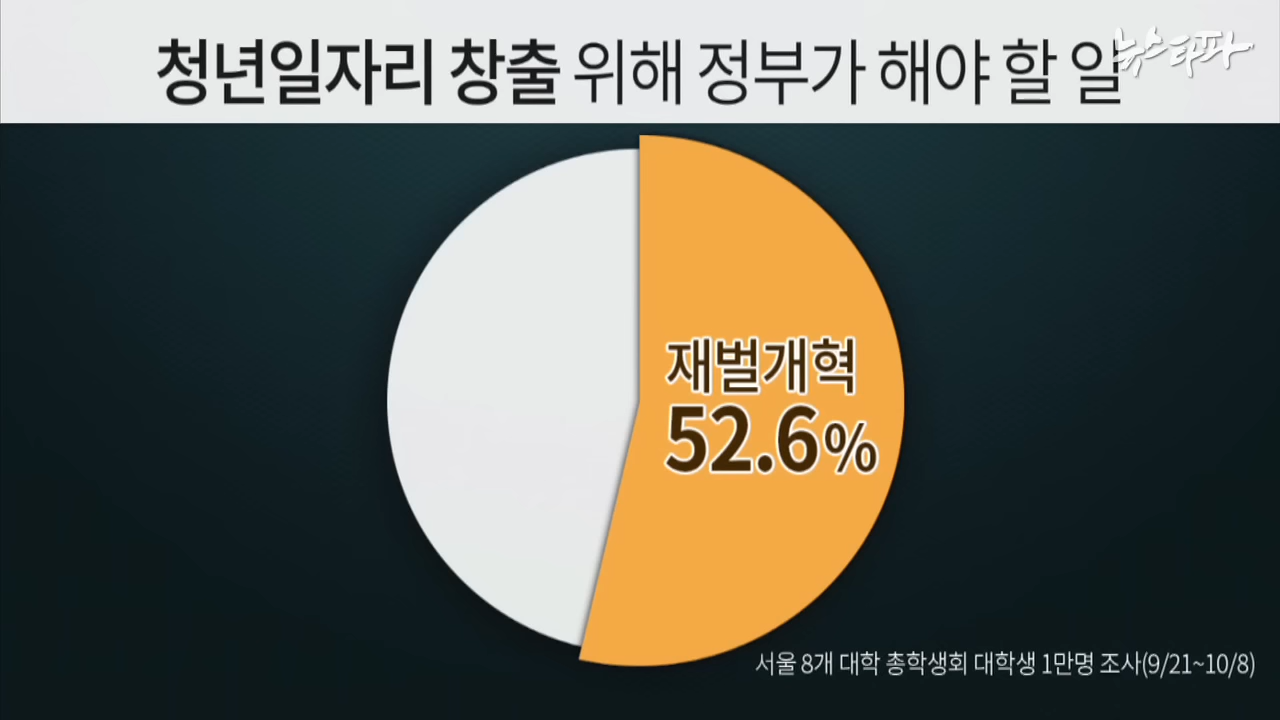 청년일자리 창출 위해 정부가 해야 할 일
뉴스타파
재벌개혁
52.6%
서울 8개 대학 총학생회 대학생 1만명 조사(9/21~10/8)